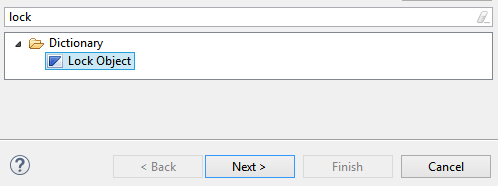 lock
Dictionary
Lock Object
?
< Back Next > Finish Cancel